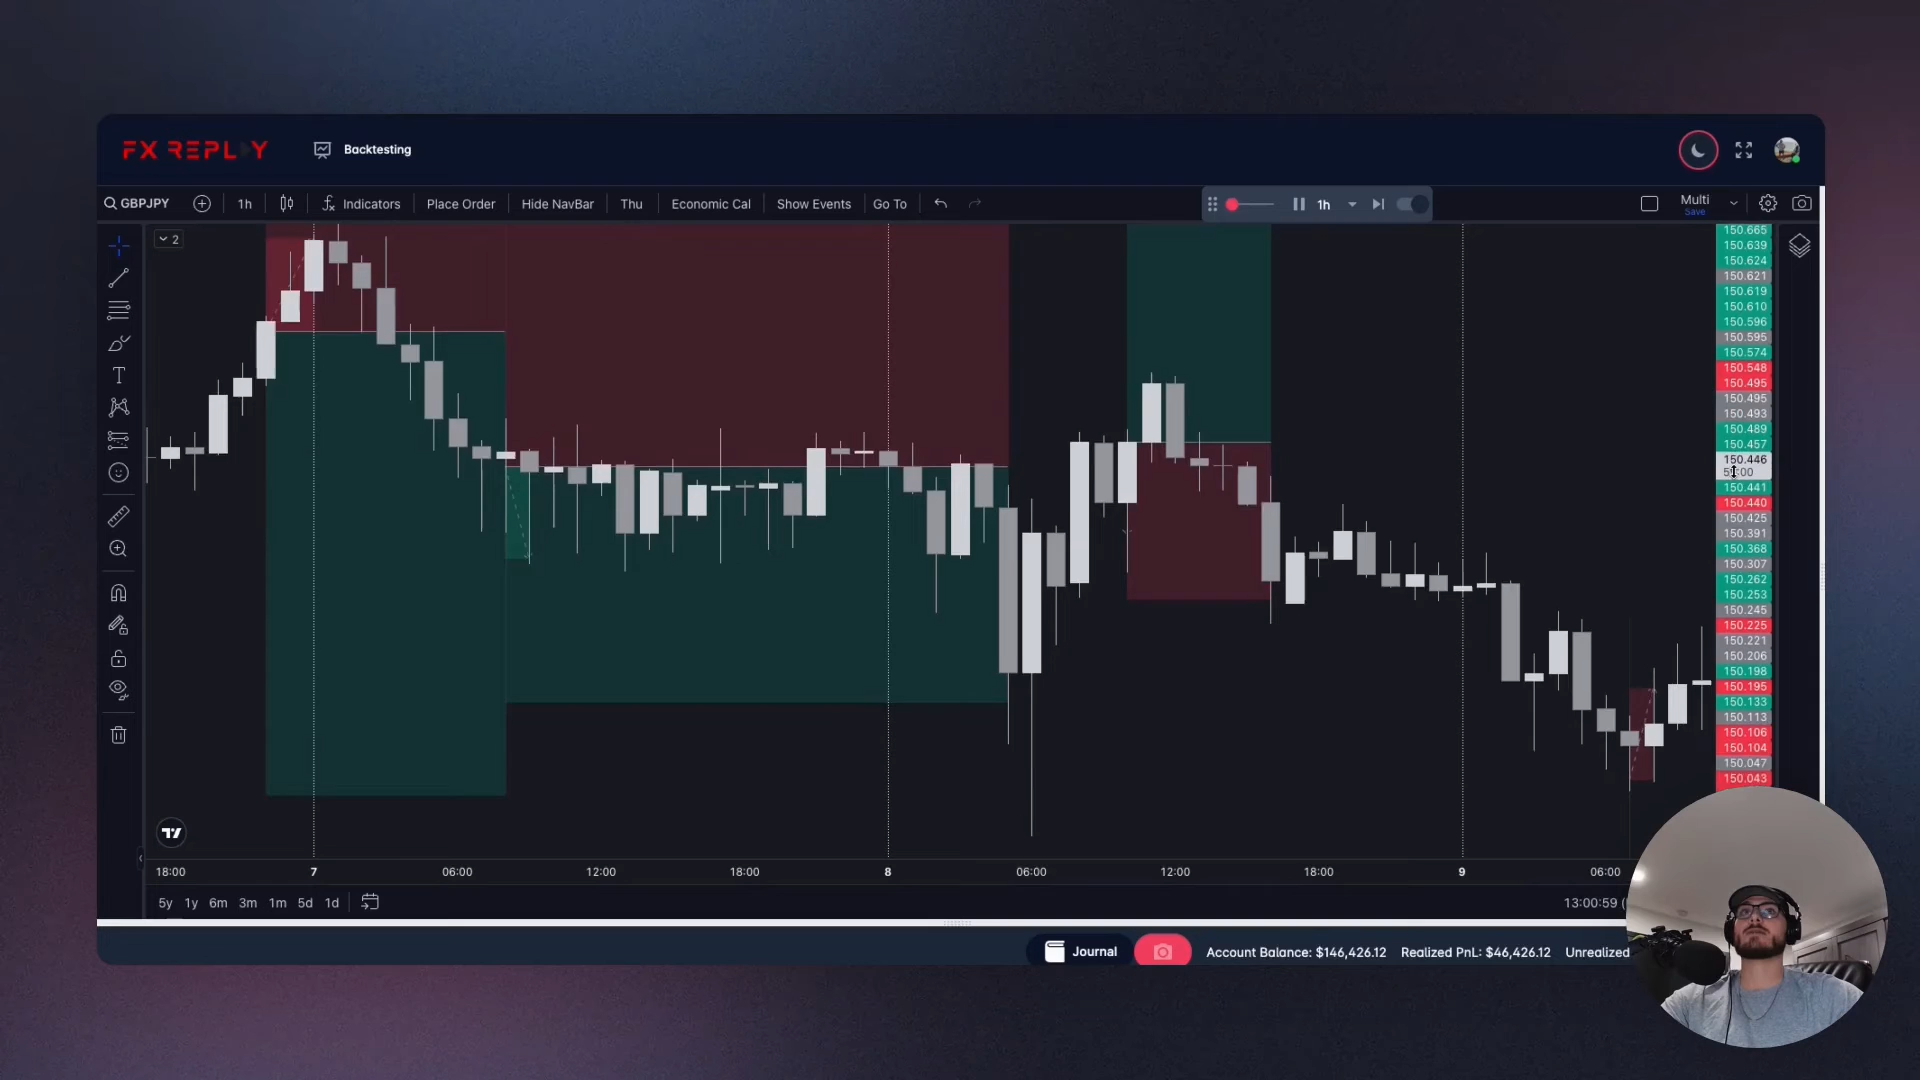 FX REPLAY
Backtesting
GBPJPY
1h
Indicators
Place Order
Hide NavBar
Thu
Economic Cal
Show Events
Go To
1h
Multi
Save
2
150.665
150.639
150.624
150.621
150.619
150.610
150.596
150.595
150.574
150.548
150.495
150.495
150.493
150.489
150.457
150.446
150.441
150.440
150.425
150.391
150.368
150.307
150.262
150.253
150.245
150.225
150.221
150.206
150.198
150.195
150.133
150.113
150.106
150.104
150.047
150.043
18:00
7
06:00
12:00
18:00
8
06:00
12:00
18:00
9
06:00
5y 1y 6m 3m 1m 5d 1d
13:00:59
Journal
Account Balance: $146,426.12
Realized PnL: $46,426.12
Unrealized